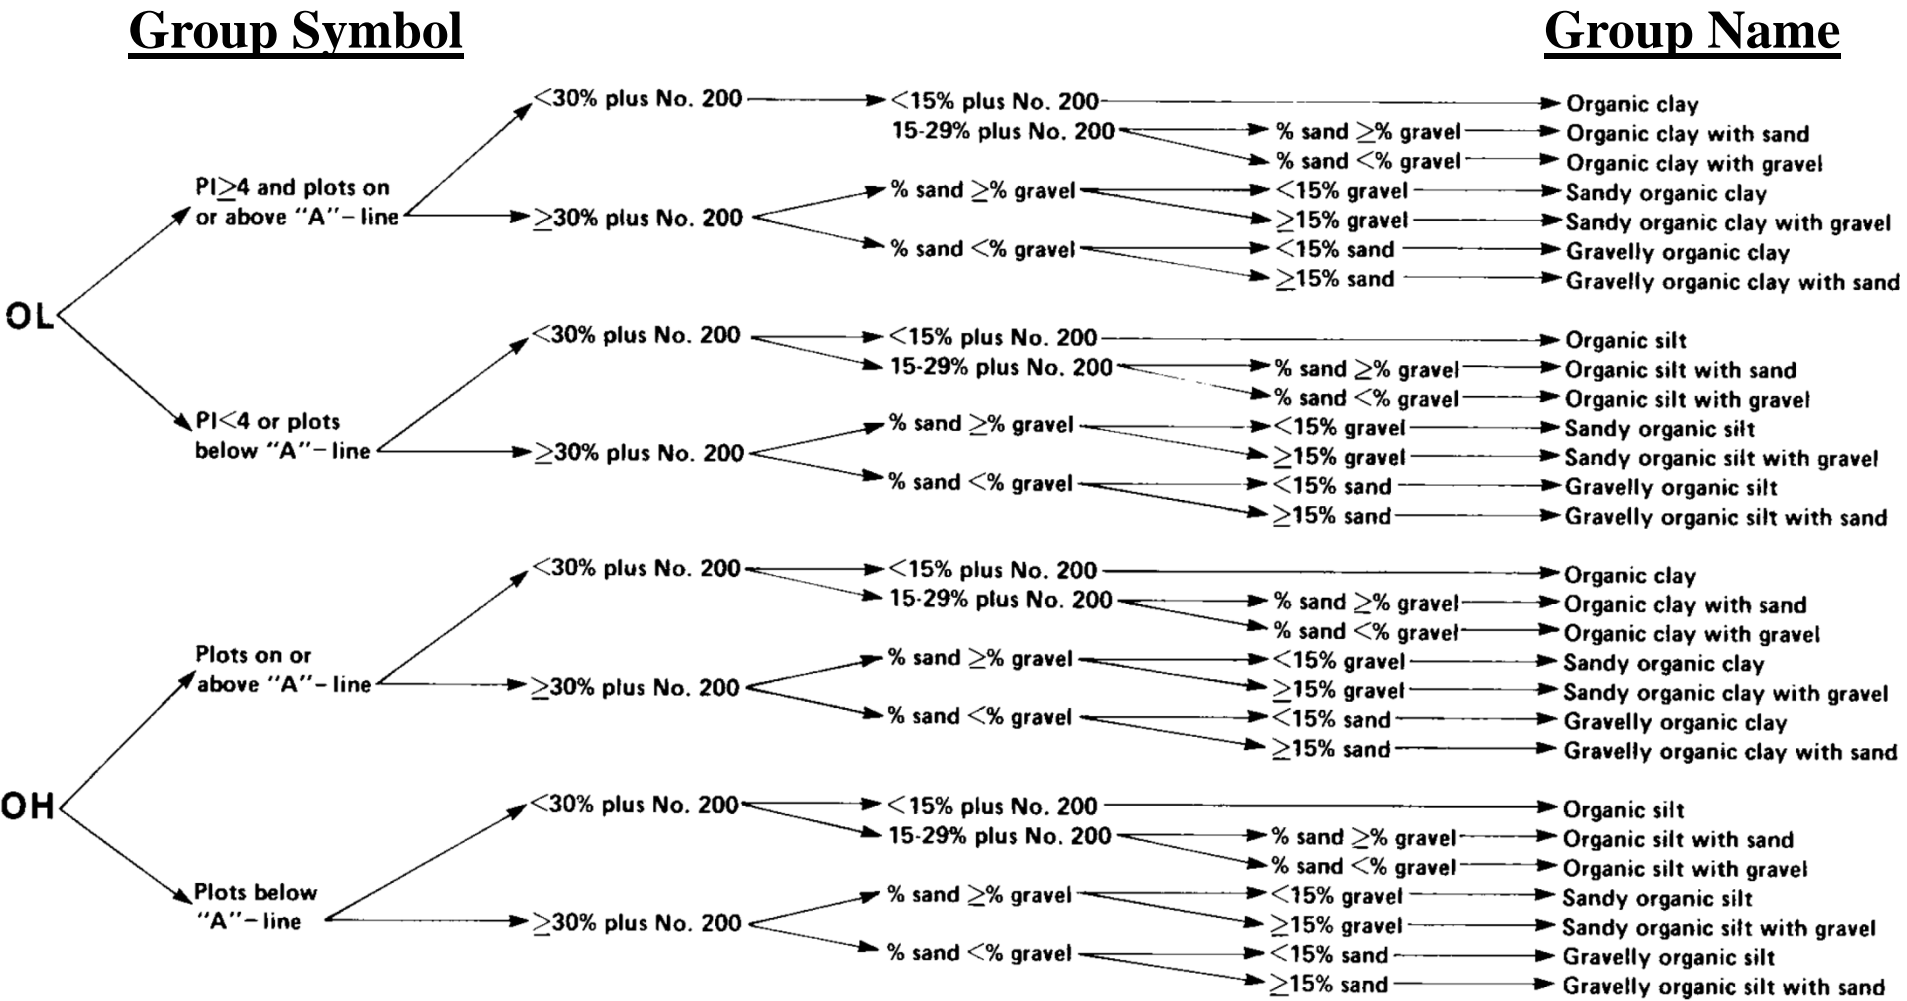 Group Symbol Group Name
<30% plus No. 200 <15% plus No. 200 Organic clay
15-29% plus No. 200 % sand ≥% gravel Organic clay with sand
% sand <% gravel Organic clay with gravel
PI≥4 and plots on % sand ≥% gravel <15% gravel Sandy organic clay
or above "A"–line ≥30% plus No. 200 ≥15% gravel Sandy organic clay with gravel
% sand <% gravel <15% sand Gravelly organic clay
≥15% sand Gravelly organic clay with sand
OL
<30% plus No. 200 <15% plus No. 200 Organic silt
15-29% plus No. 200 % sand ≥% gravel Organic silt with sand
% sand <% gravel Organic silt with gravel
PI<4 or plots % sand ≥% gravel <15% gravel Sandy organic silt
below "A"–line ≥30% plus No. 200 ≥15% gravel Sandy organic silt with gravel
% sand <% gravel <15% sand Gravelly organic silt
≥15% sand Gravelly organic silt with sand
<30% plus No. 200 <15% plus No. 200 Organic clay
15-29% plus No. 200 % sand ≥% gravel Organic clay with sand
% sand <% gravel Organic clay with gravel
Plots on or % sand ≥% gravel <15% gravel Sandy organic clay
above "A"–line ≥30% plus No. 200 ≥15% gravel Sandy organic clay with gravel
% sand <% gravel <15% sand Gravelly organic clay
≥15% sand Gravelly organic clay with sand
OH
<30% plus No. 200 <15% plus No. 200 Organic silt
15-29% plus No. 200 % sand ≥% gravel Organic silt with sand
% sand <% gravel Organic silt with gravel
Plots below % sand ≥% gravel <15% gravel Sandy organic silt
"A"–line ≥30% plus No. 200 ≥15% gravel Sandy organic silt with gravel
% sand <% gravel <15% sand Gravelly organic silt
≥15% sand Gravelly organic silt with sand